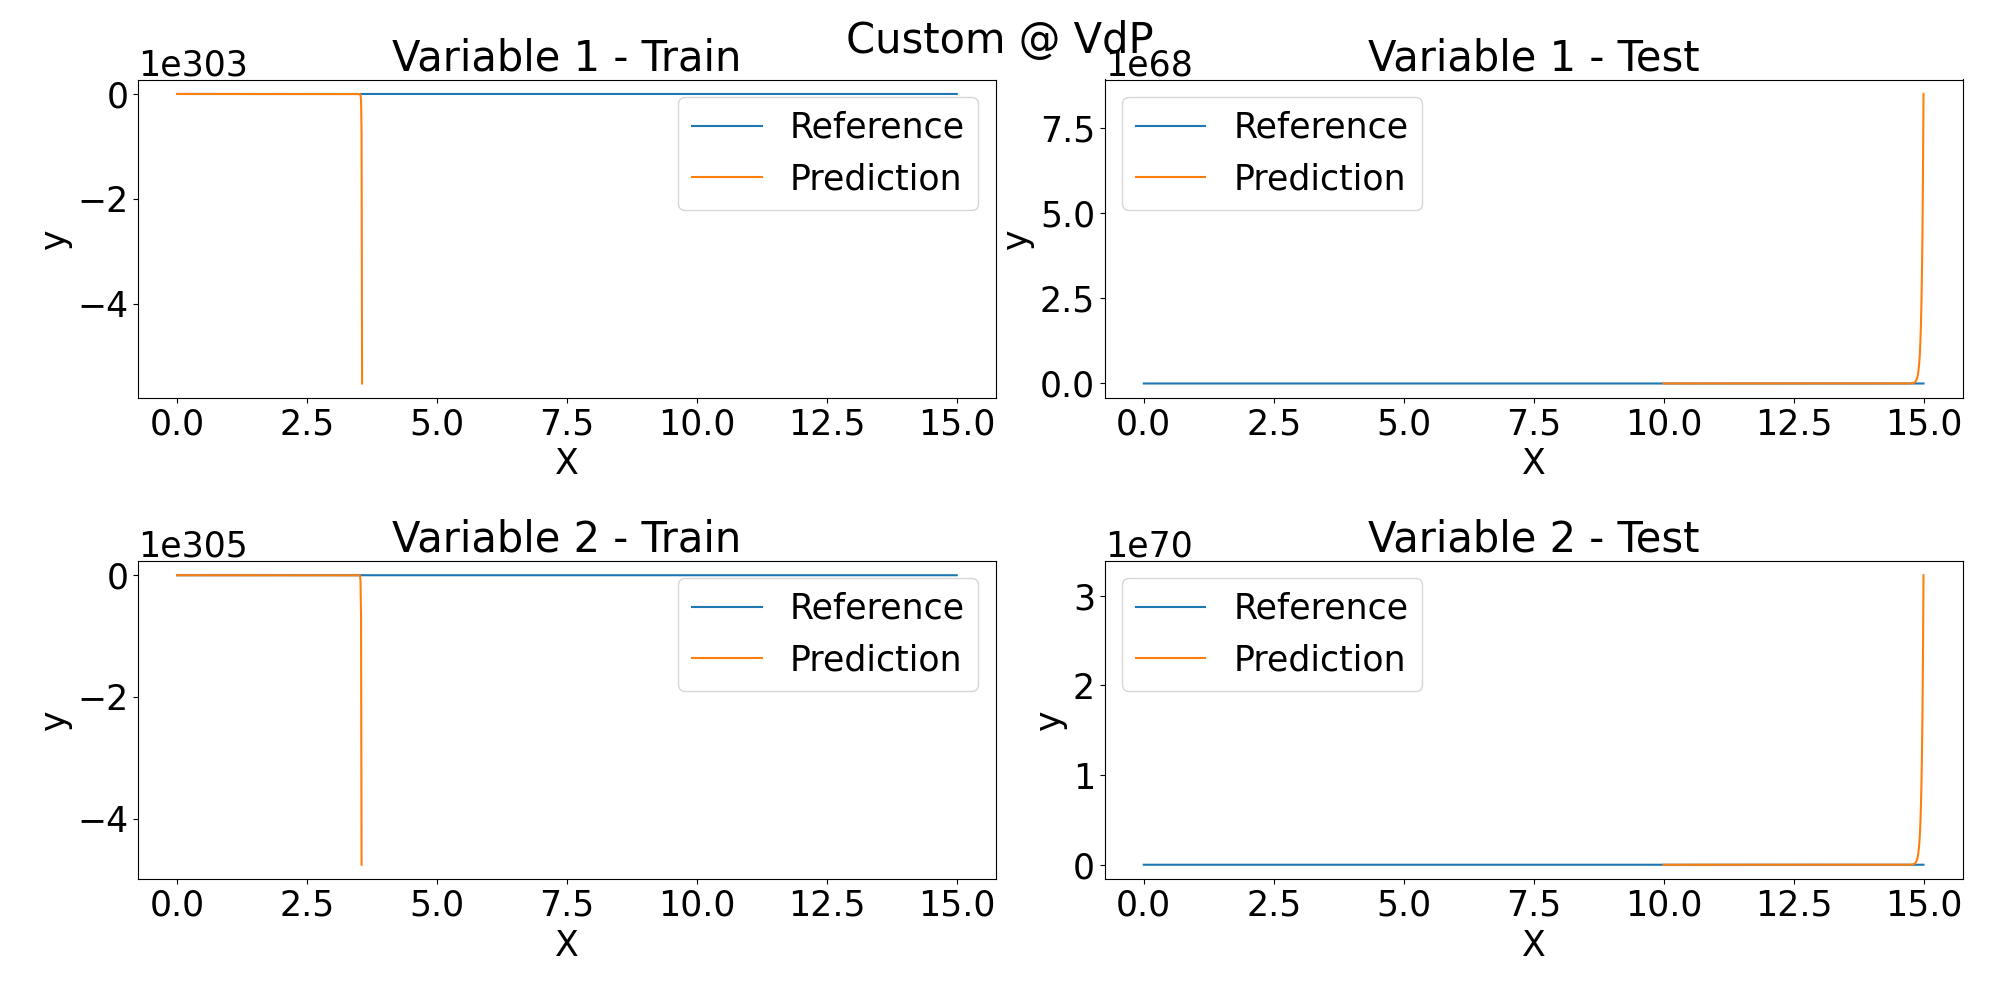 Custom @ VdP
Variable 1 - Train
1e303
0
−2
−4
y
0.0 2.5 5.0 7.5 10.0 12.5 15.0
X
Reference
Prediction
Variable 1 - Test
1e68
7.5
5.0
2.5
0.0
y
0.0 2.5 5.0 7.5 10.0 12.5 15.0
X
Reference
Prediction
Variable 2 - Train
1e305
0
−2
−4
y
0.0 2.5 5.0 7.5 10.0 12.5 15.0
X
Reference
Prediction
Variable 2 - Test
1e70
3
2
1
0
y
0.0 2.5 5.0 7.5 10.0 12.5 15.0
X
Reference
Prediction